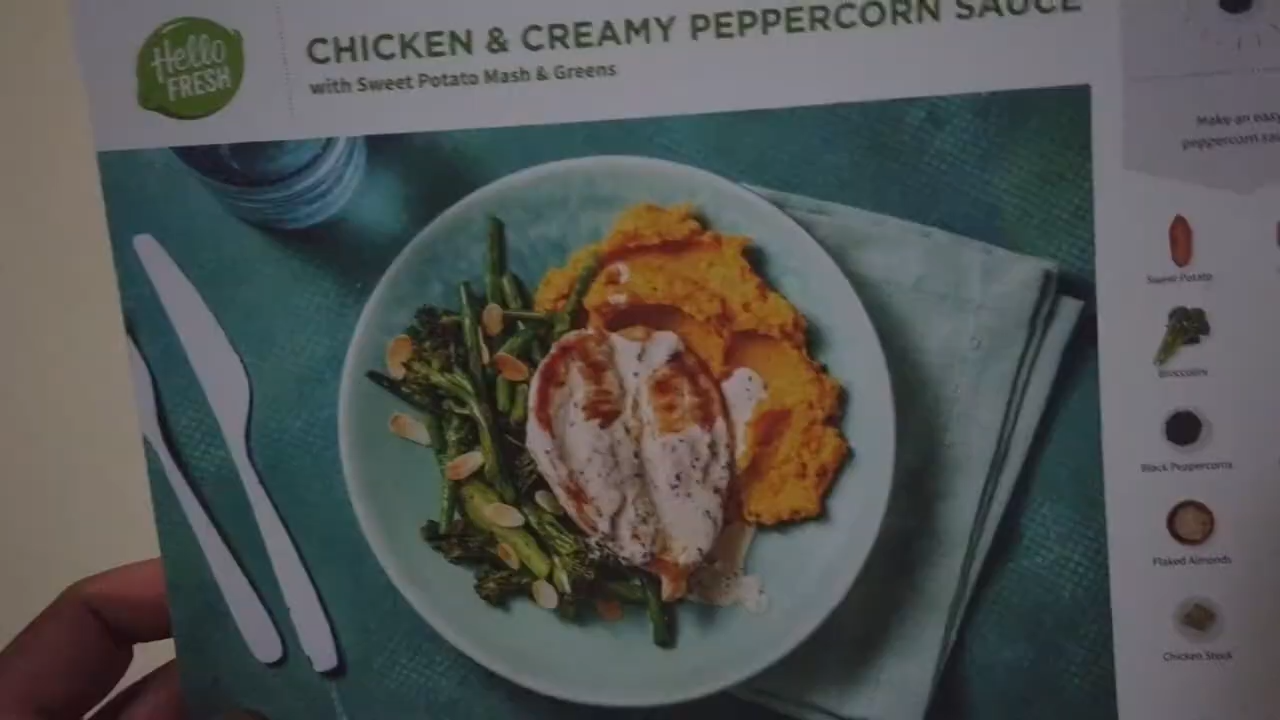 Hello
FRESH
CHICKEN & CREAMY PEPPERCORN SAUCE
with Sweet Potato Mash & Greens
Make an easy
peppercorn sau
Sweet Potato
Broccolini
Black Peppercorns
Flaked Almonds
Chicken Stock